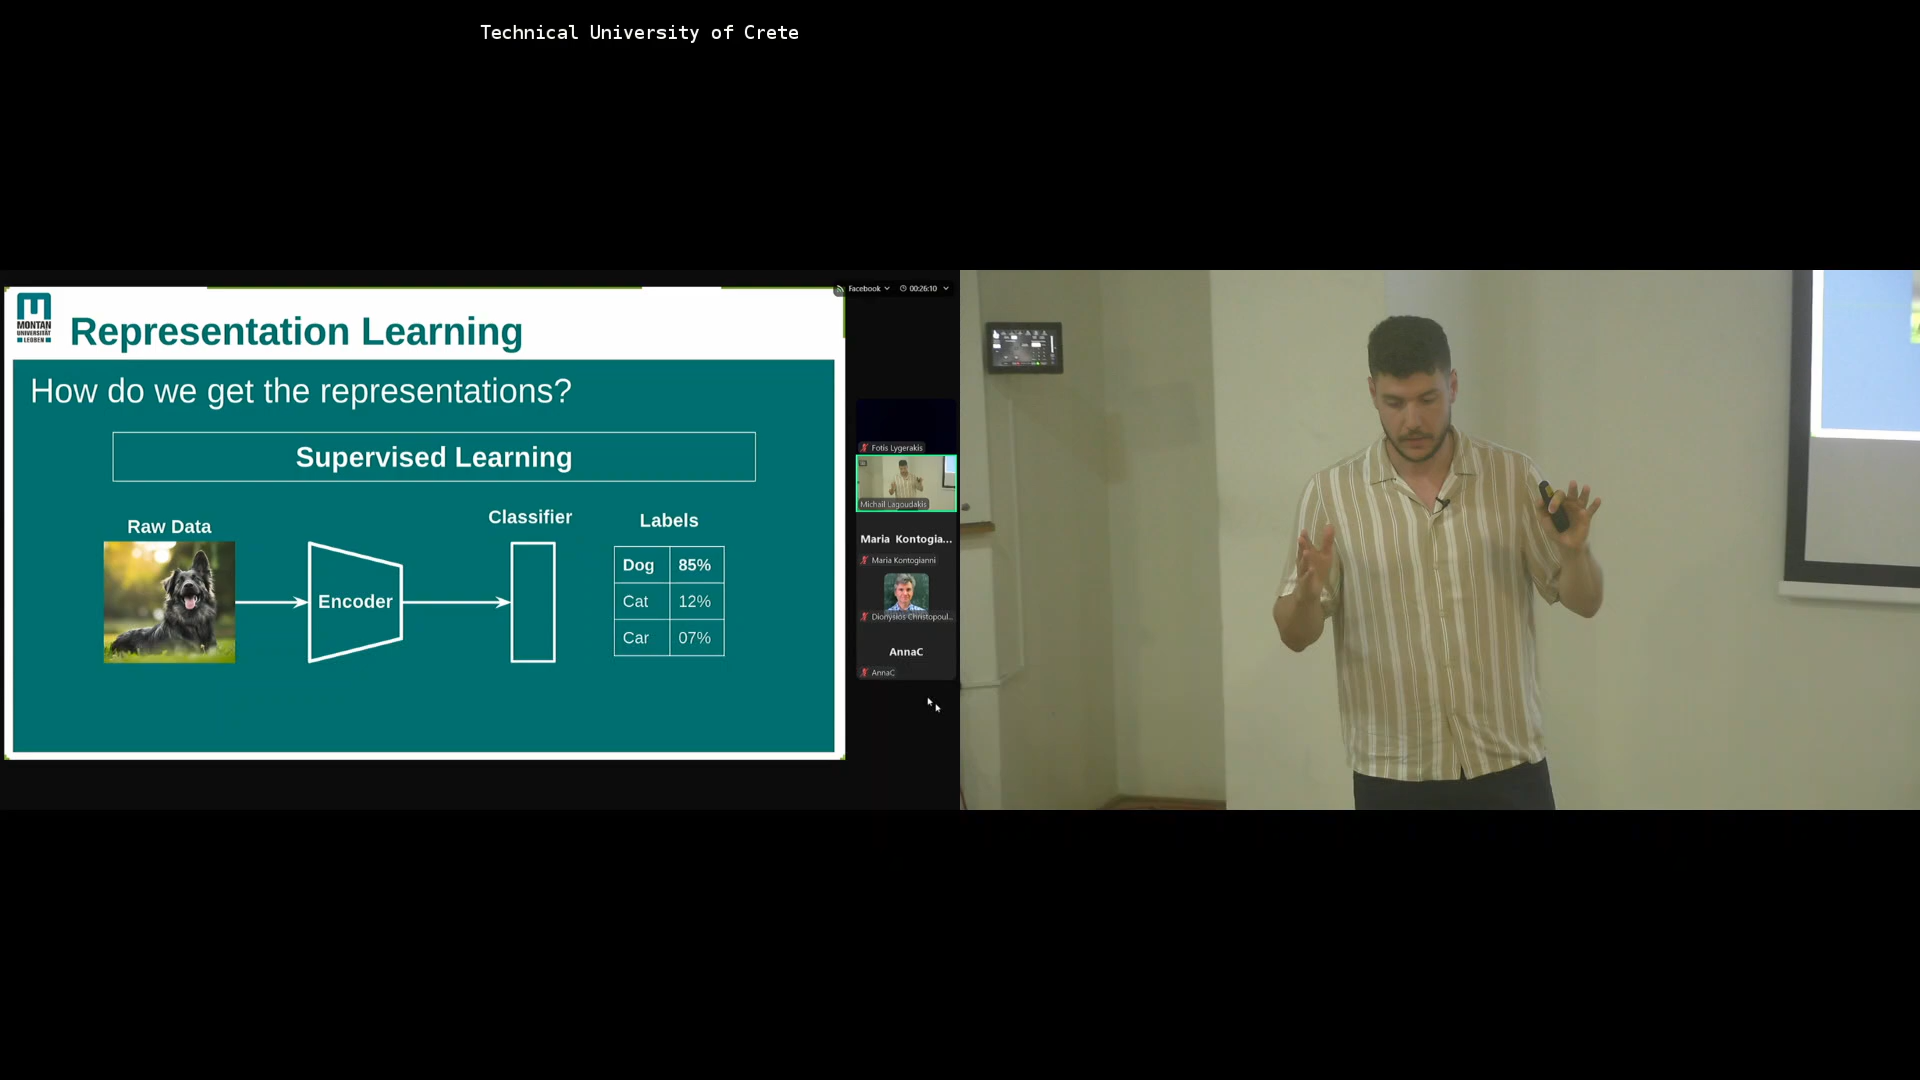 Technical University of Crete
Facebook
00:26:10
MONTAN
UNIVERSITÄT
LEOBEN
Representation Learning
How do we get the representations?
Supervised Learning
Raw Data
Encoder
Classifier
Labels
Dog 85%
Cat 12%
Car 07%
Fotis Lygerakis
Michail Lagoudakis
Maria Kontogia...
Maria Kontogianni
Dionysios Christopoul...
AnnaC
AnnaC